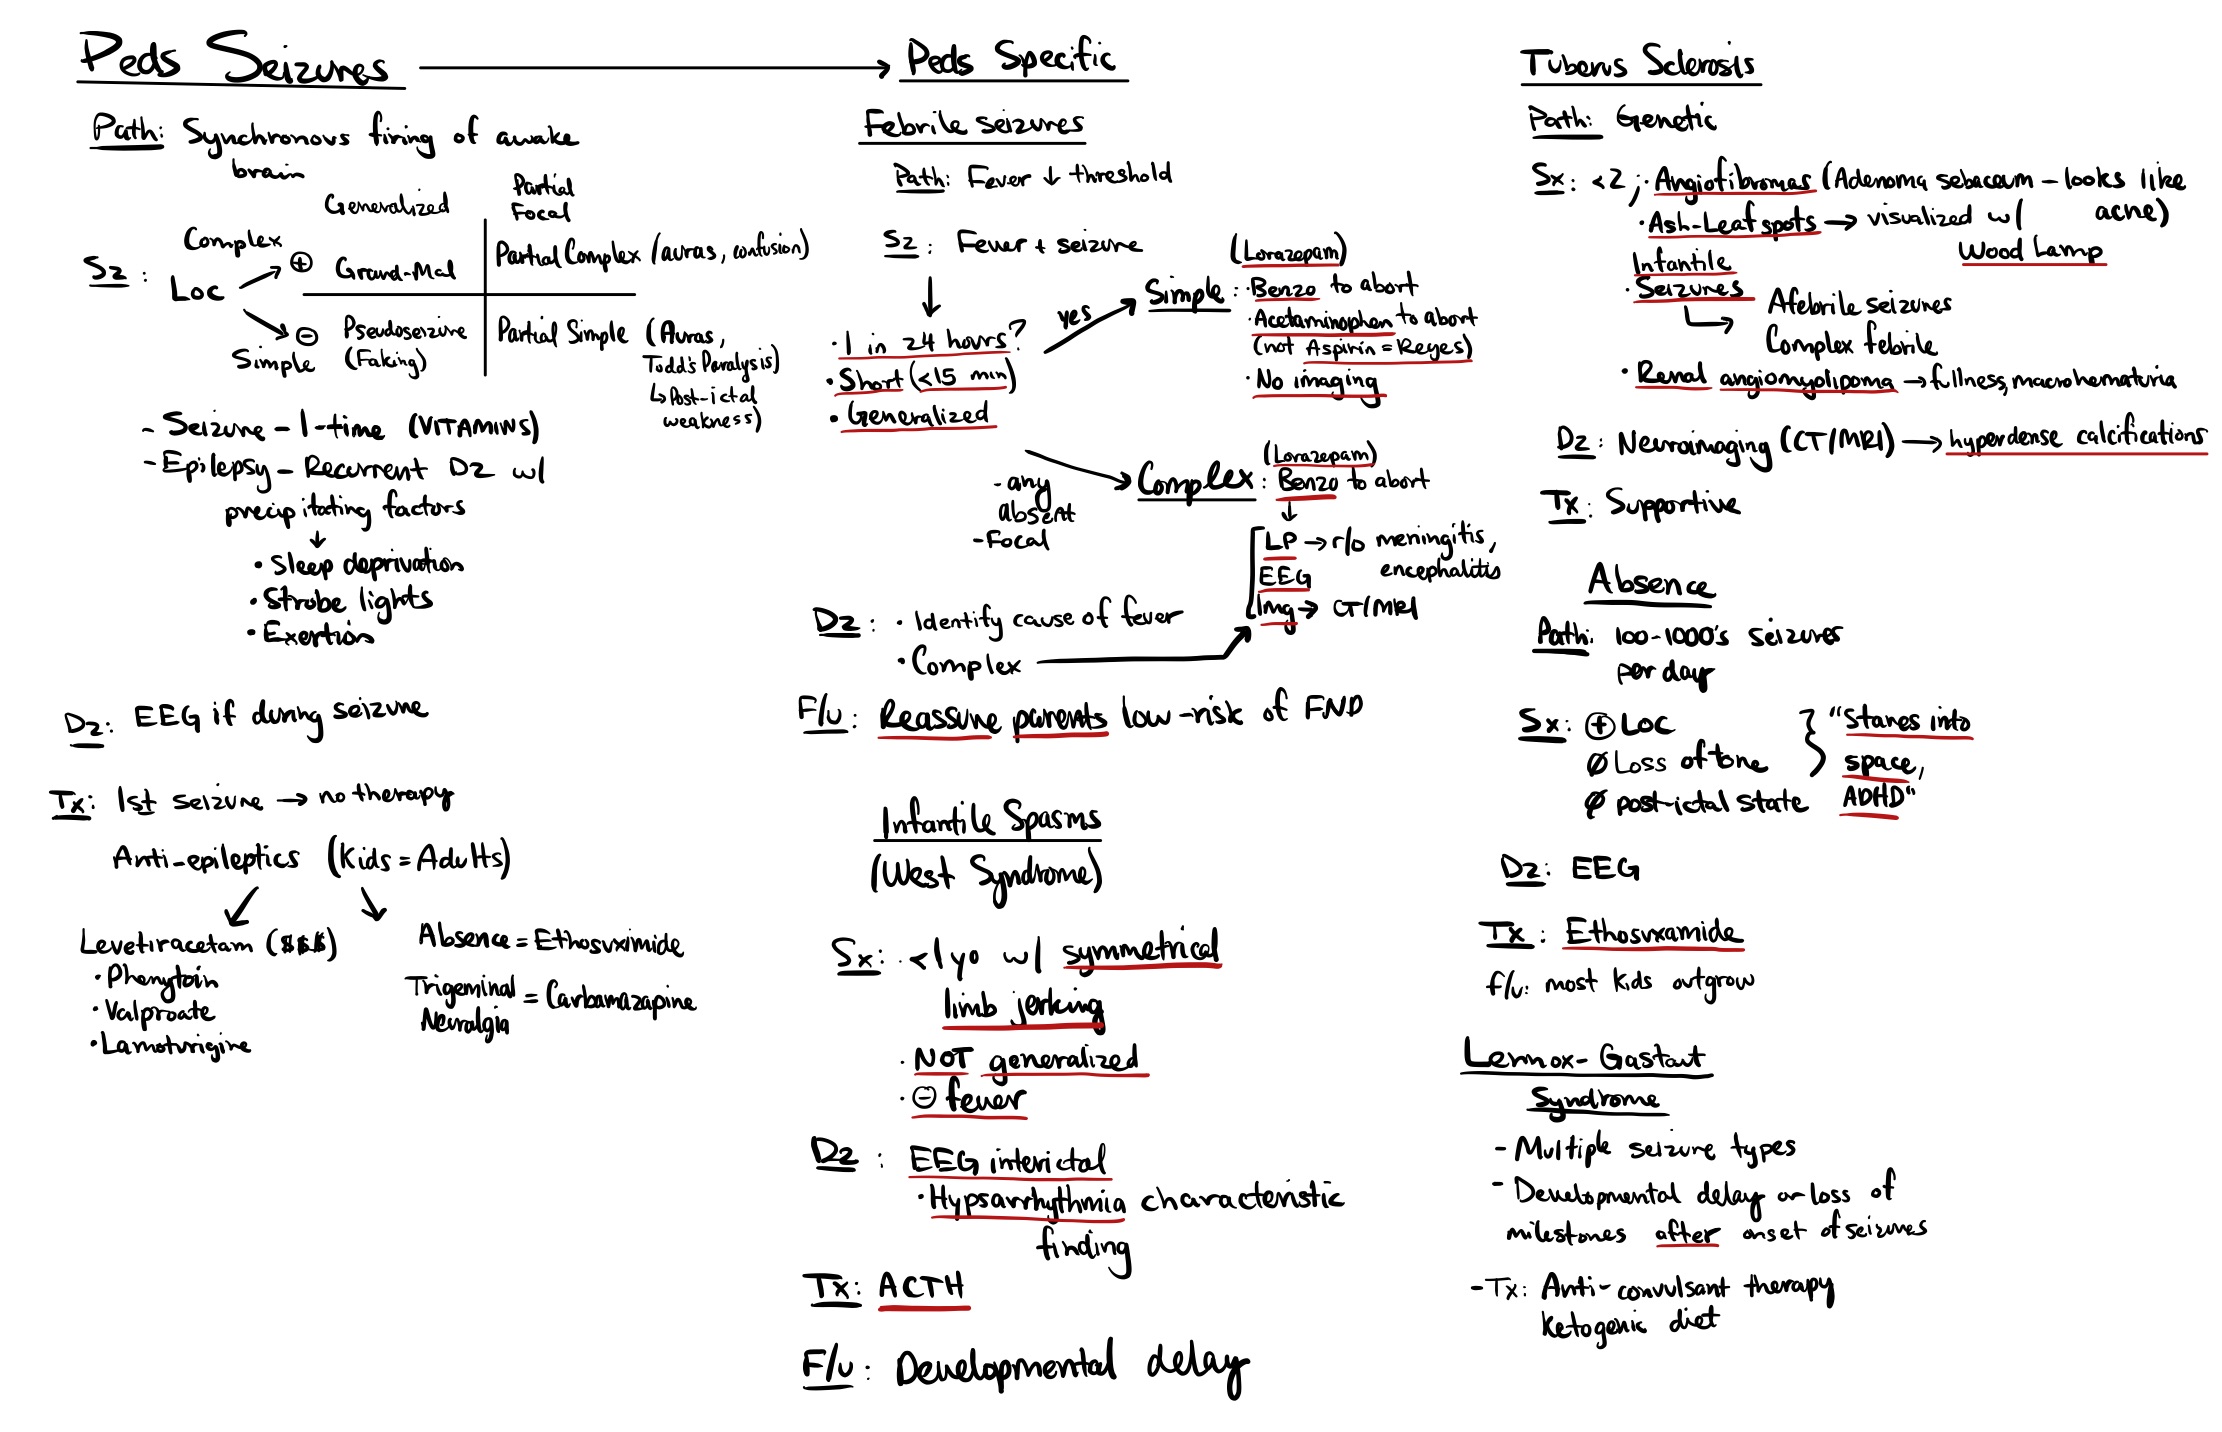 Peds Seizures → Peds Specific
Path: Synchronous firing of awake
brain
Generalized
Partial
Focal
Complex
Sz: LOC
⊕ Grand-Mal
Partial Complex (auras, confusion)
Simple
⊖ Pseudoseizure
(Faking)
Partial Simple (Auras,
Todd's Paralysis)
↳ Post-ictal
weakness)
- Seizure - 1-time (VITAMINS)
- Epilepsy - Recurrent Dz w/
precipitating factors
↓
• Sleep deprivation
• Strobe lights
• Exertion
Dz: EEG if during seizure
Tx: 1st seizure → no therapy
Anti-epileptics (Kids = Adults)
Levetiracetam ($$$)
• Phenytoin
• Valproate
• Lamoturigine
Absence = Ethosuximide
Trigeminal
Neuralgia = Carbamazapine
Febrile seizures
Path: Fever ↓ threshold
Sz: Fever + seizure
↓
• 1 in 24 hours?
• Short (<15 min)
• Generalized
yes
(Lorazepam)
Simple: • Benzo to abort
• Acetaminophen to abort
(not Aspirin = Reyes)
• No imaging
- any
absent
- Focal
(Lorazepam)
Complex: Benzo to abort
↓
LP → r/o meningitis,
encephalitis
EEG
Img → CT/MRI
Dz: • Identify cause of fever
• Complex
F/u: Reassure parents low-risk of FND
Infantile Spasms
(West Syndrome)
Sx: • <1 yo w/ symmetrical
limb jerking
• NOT generalized
• ⊖ fever
Dz: EEG interictal
• Hypsarrhythmia characteristic
finding
Tx: ACTH
F/u: Developmental delay
Tuberus Sclerosis
Path: Genetic
Sx: <2; • Angiofibromas (Adenoma sebaceum - looks like
acne)
• Ash-Leaf spots → visualized w/
Wood Lamp
Infantile
• Seizures
Afebrile seizures
Complex febrile
• Renal angiomyolipoma → fullness, macrohematuria
Dz: Neuroimaging (CT/MRI) → hyperdense calcifications
Tx: Supportive
Absence
Path: 100-1000's seizures
per day
Sx: ⊕ LOC
Ø Loss of tone
Ø post-ictal state
"Stares into
space,
ADHD"
Dz: EEG
Tx: Ethosuxamide
f/u: most kids outgrow
Lennox-Gastaut
Syndrome
- Multiple seizure types
- Developmental delay or loss of
milestones after onset of seizures
- Tx: Anti-convulsant therapy
Ketogenic diet